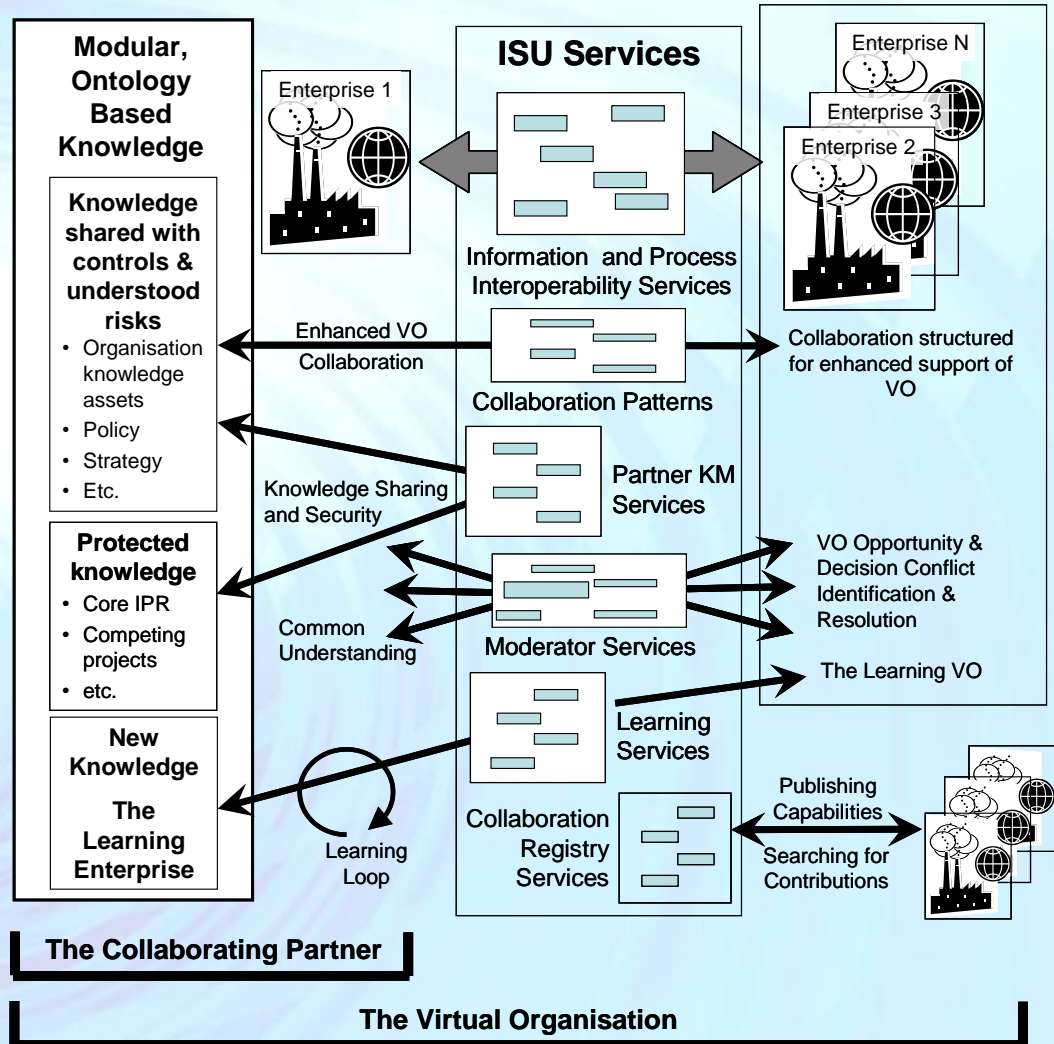 Modular,
Ontology
Based
Knowledge
Knowledge
shared with
controls &
understood
risks
• Organisation
knowledge
assets
• Policy
• Strategy
• Etc.
Protected
knowledge
• Core IPR
• Competing
projects
• etc.
New
Knowledge
The
Learning
Enterprise
Enterprise 1
Enhanced VO
Collaboration
Knowledge Sharing
and Security
Common
Understanding
Learning
Loop
ISU Services
Information and Process
Interoperability Services
Collaboration Patterns
Partner KM
Services
Moderator Services
Learning
Services
Collaboration
Registry
Services
Enterprise N
Enterprise 3
Enterprise 2
Collaboration structured
for enhanced support of
VO
VO Opportunity &
Decision Conflict
Identification &
Resolution
The Learning VO
Publishing
Capabilities
Searching for
Contributions
The Collaborating Partner
The Virtual Organisation